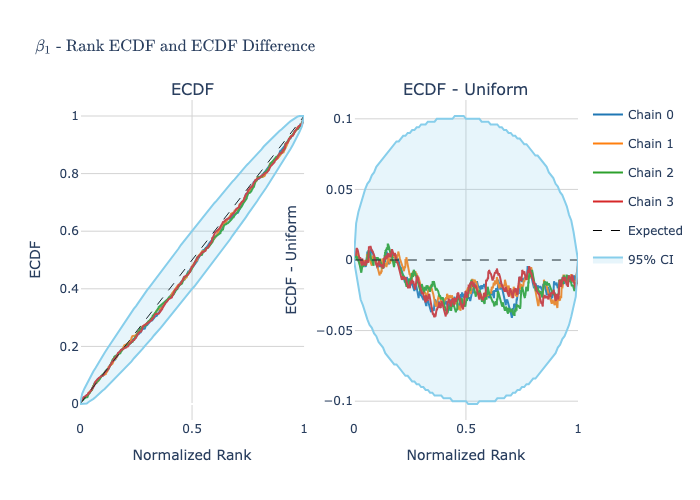 β₁ - Rank ECDF and ECDF Difference
ECDF
ECDF - Uniform
1
0.8
0.6
0.4
0.2
0
ECDF
0
0.5
1
Normalized Rank
0.1
0.05
0
−0.05
−0.1
ECDF - Uniform
0
0.5
1
Normalized Rank
Chain 0
Chain 1
Chain 2
Chain 3
Expected
95% CI